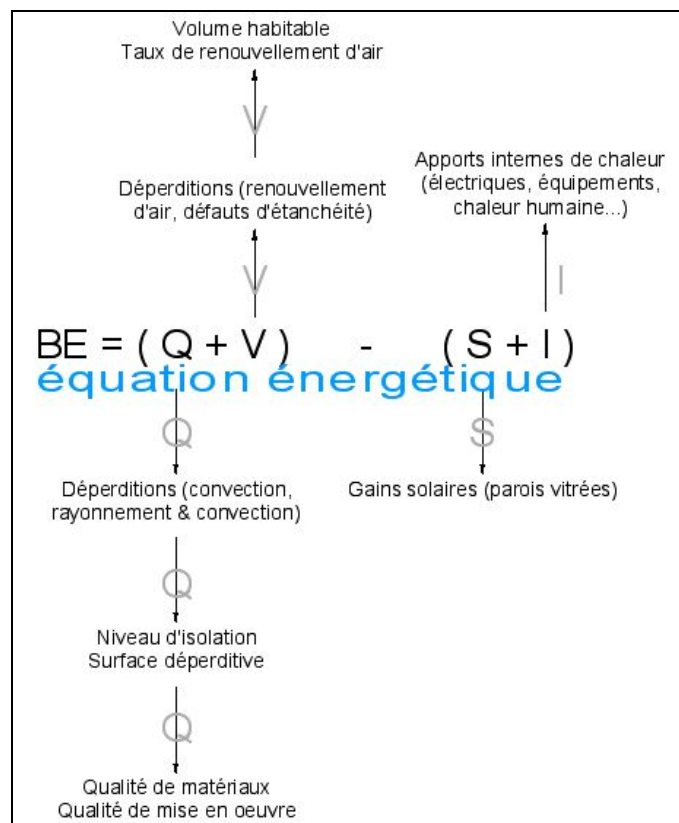 Volume habitable
Taux de renouvellement d'air
V
Déperditions (renouvellement
d'air, défauts d'étanchéité)
V
Apports internes de chaleur
(électriques, équipements,
chaleur humaine...)
I
BE = ( Q + V ) - ( S + I )
équation énergétique
Q
S
Déperditions (convection,
rayonnement & convection)
Gains solaires (parois vitrées)
Q
Niveau d'isolation
Surface déperditive
Q
Qualité de matériaux
Qualité de mise en oeuvre